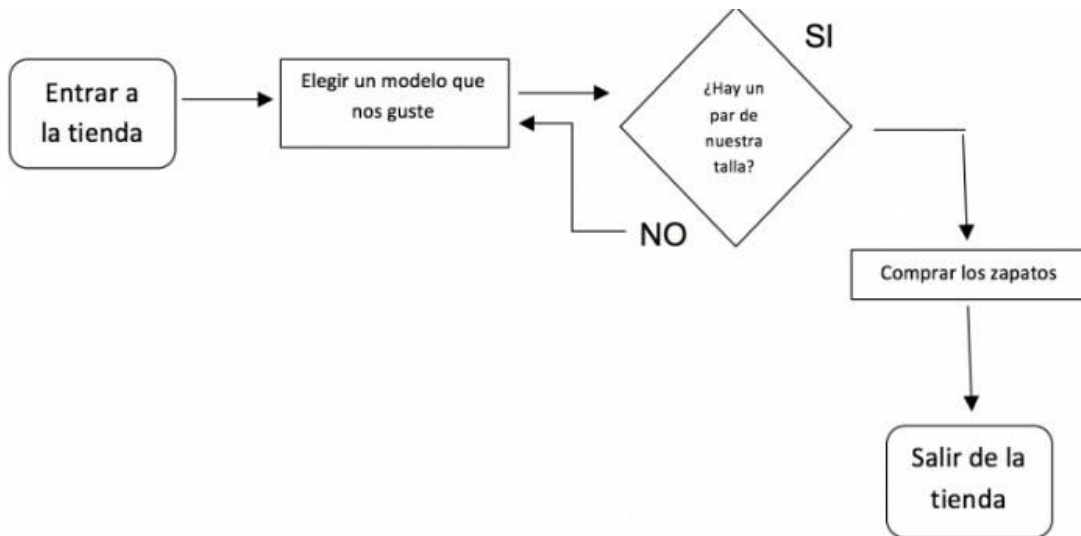 Entrar a
la tienda
Elegir un modelo que
nos guste
¿Hay un
par de
nuestra
talla?
SI
NO
Comprar los zapatos
Salir de la
tienda